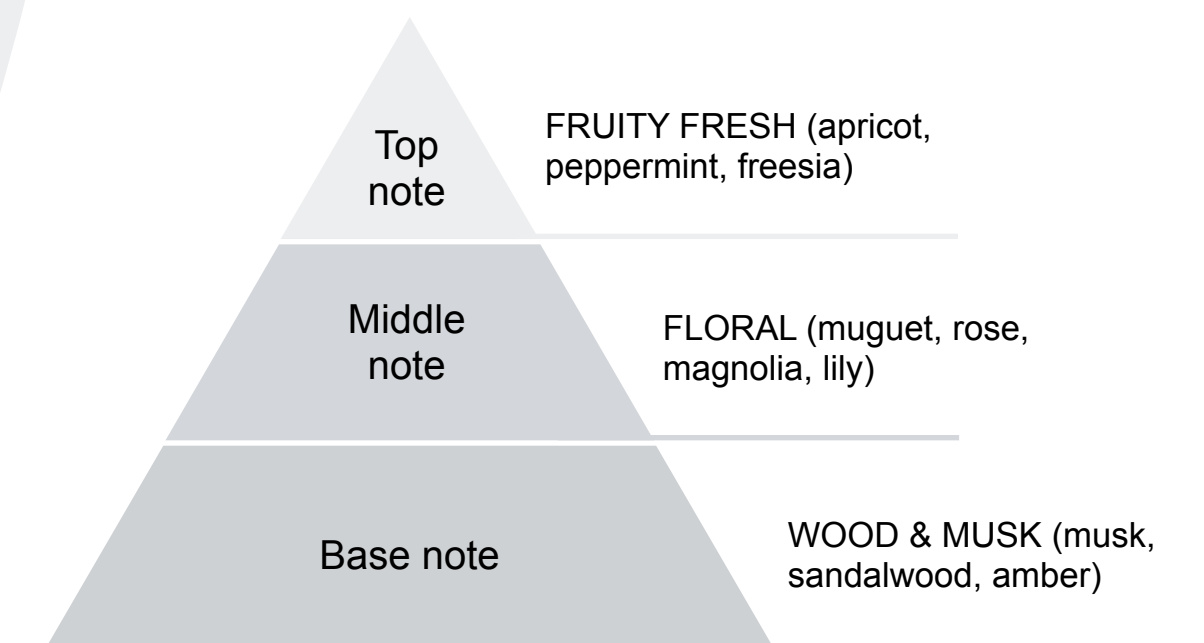 Top
note
FRUITY FRESH (apricot,
peppermint, freesia)
Middle
note
FLORAL (muguet, rose,
magnolia, lily)
Base note
WOOD & MUSK (musk,
sandalwood, amber)